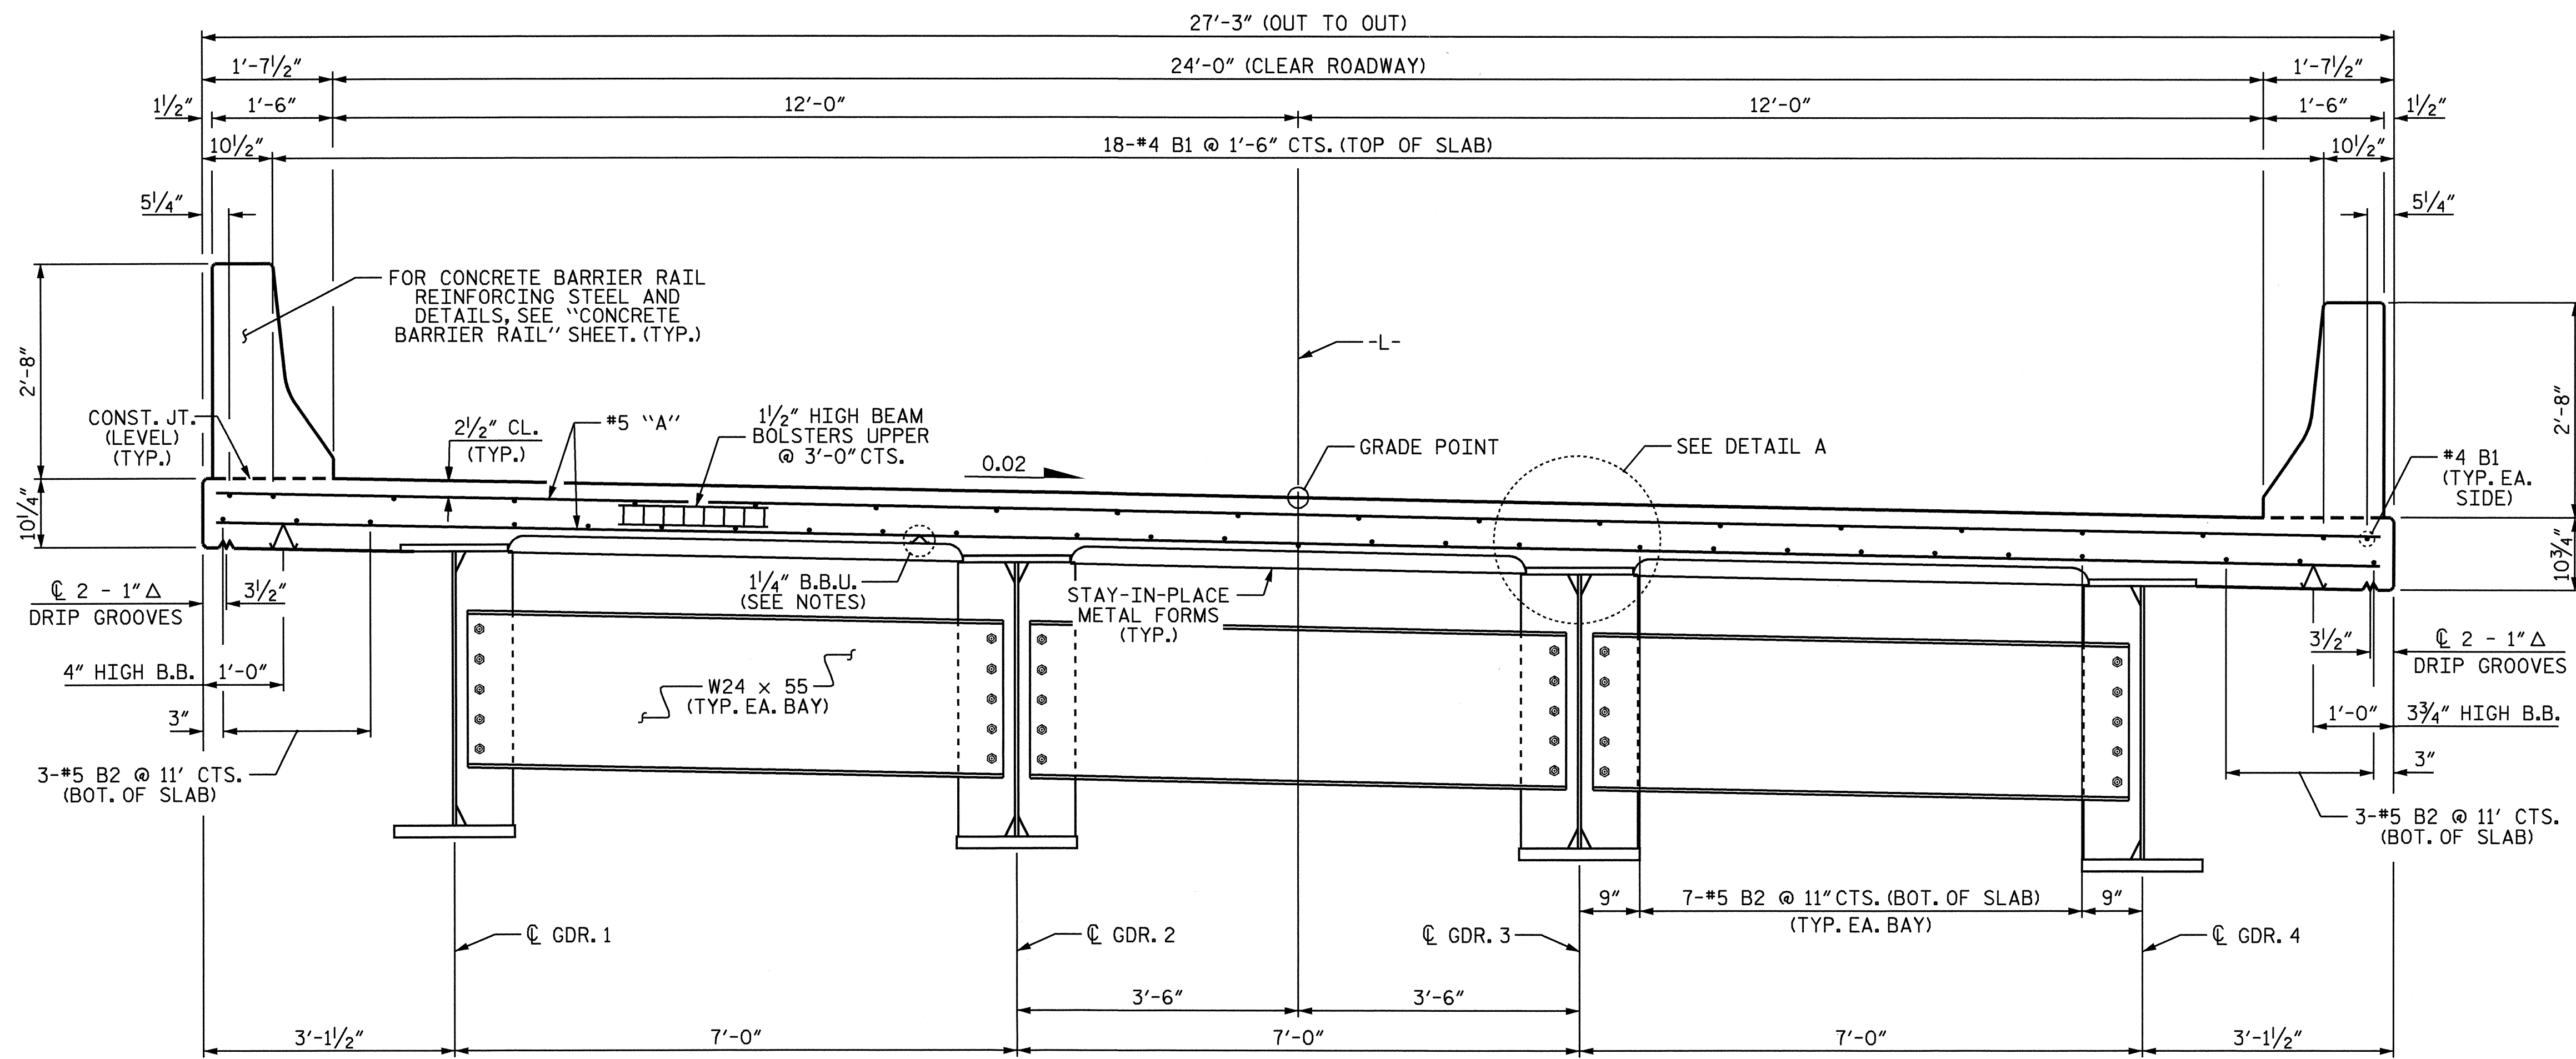 27'-3" (OUT TO OUT)
1'-7½"
24'-0" (CLEAR ROADWAY)
1'-7½"
1½"
1'-6"
12'-0"
12'-0"
1'-6"
1½"
10½"
18-#4 B1 @ 1'-6" CTS. (TOP OF SLAB)
10½"
5¼"
5¼"
FOR CONCRETE BARRIER RAIL
REINFORCING STEEL AND
DETAILS, SEE "CONCRETE
BARRIER RAIL" SHEET. (TYP.)
-L-
2'-8"
2'-8"
CONST. JT.
(LEVEL)
(TYP.)
2½" CL.
(TYP.)
#5 "A"
1½" HIGH BEAM
BOLSTERS UPPER
@ 3'-0" CTS.
0.02
GRADE POINT
SEE DETAIL A
#4 B1
(TYP. EA.
SIDE)
10¼"
10¾"
℄ 2 - 1" Δ
DRIP GROOVES
3½"
1¼" B.B.U.
(SEE NOTES)
STAY-IN-PLACE
METAL FORMS
(TYP.)
3½"
℄ 2 - 1" Δ
DRIP GROOVES
4" HIGH B.B.
1'-0"
W24 x 55
(TYP. EA. BAY)
1'-0"
3¾" HIGH B.B.
3"
3"
3-#5 B2 @ 11' CTS.
(BOT. OF SLAB)
3-#5 B2 @ 11' CTS.
(BOT. OF SLAB)
9"
7-#5 B2 @ 11" CTS. (BOT. OF SLAB)
(TYP. EA. BAY)
9"
℄ GDR. 1
℄ GDR. 2
℄ GDR. 3
℄ GDR. 4
3'-6"
3'-6"
3'-1½"
7'-0"
7'-0"
7'-0"
3'-1½"